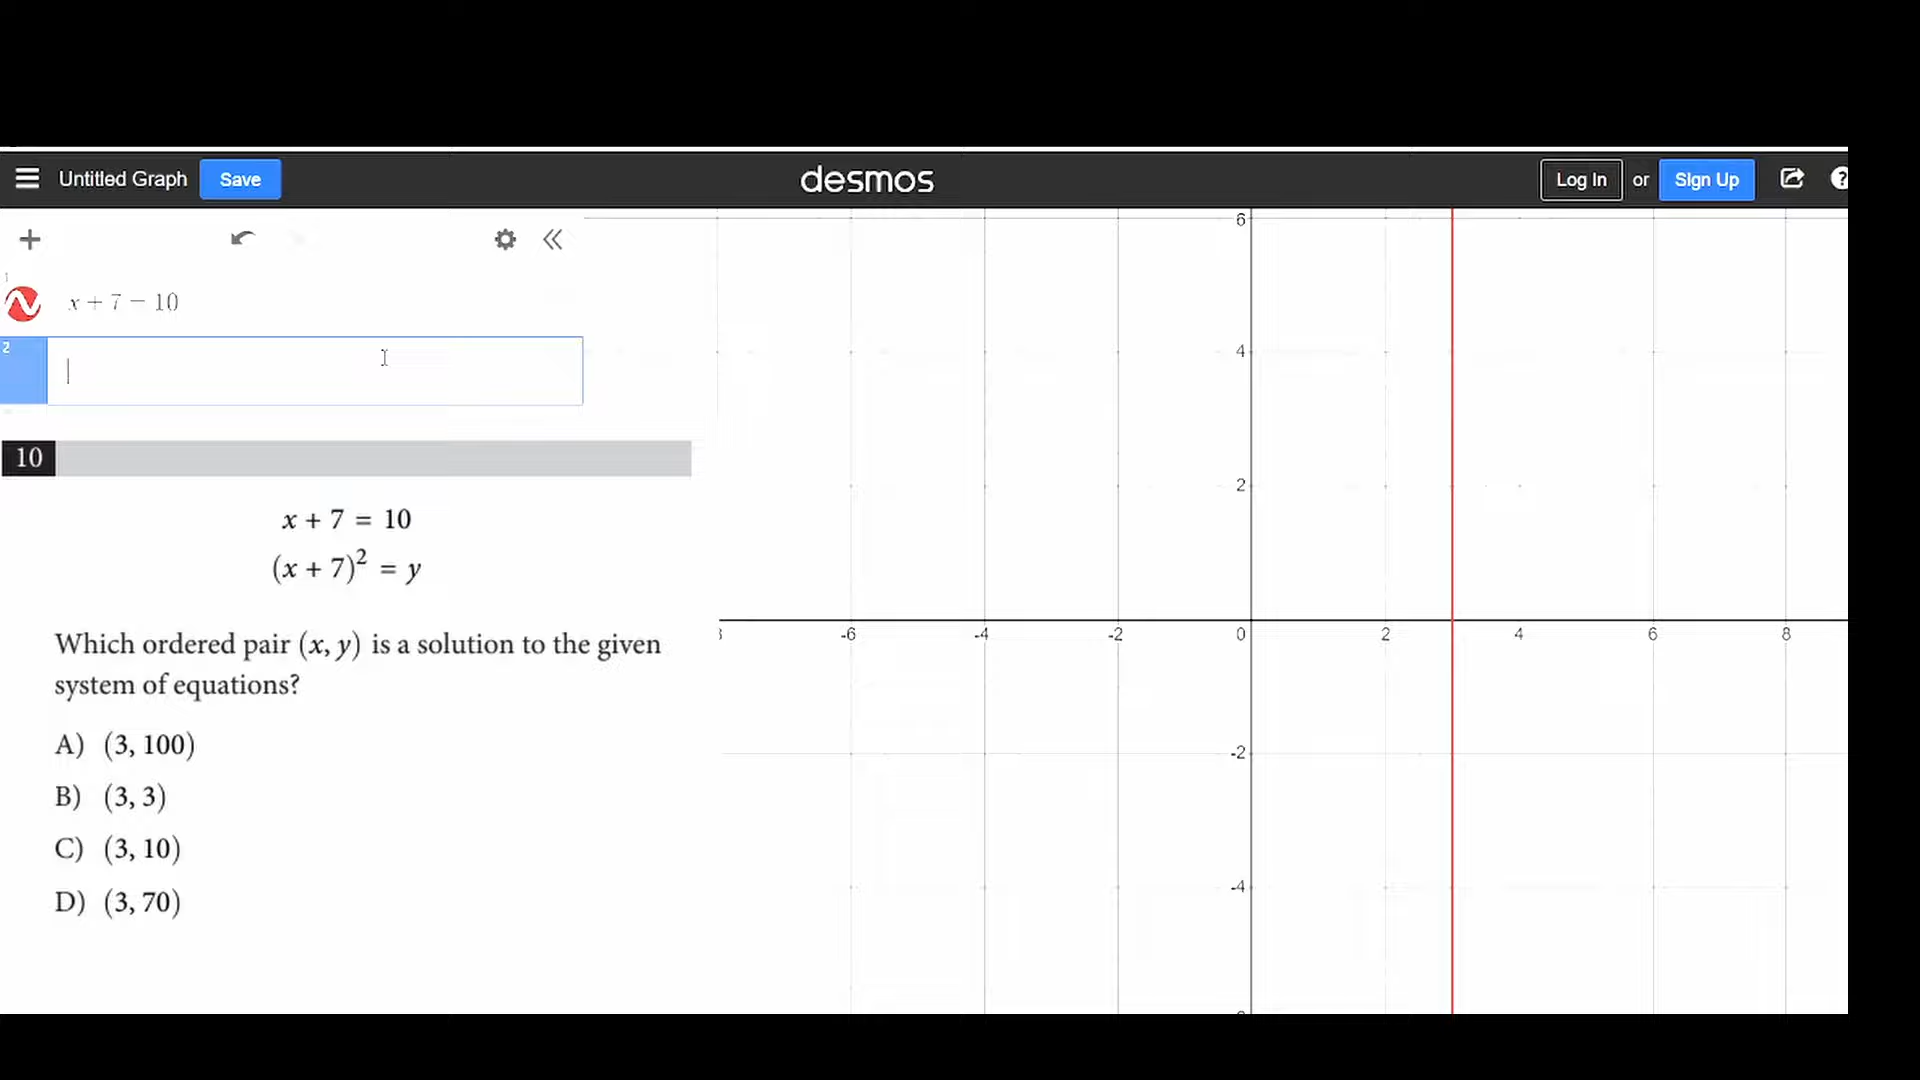 Untitled Graph Save desmos Log In or Sign Up ?
1
x + 7 = 10
2
10
x + 7 = 10
(x + 7)² = y
Which ordered pair (x, y) is a solution to the given
system of equations?
A) (3, 100)
B) (3, 3)
C) (3, 10)
D) (3, 70)
6
4
2
-6 -4 -2 0 2 4 6 8
-2
-4